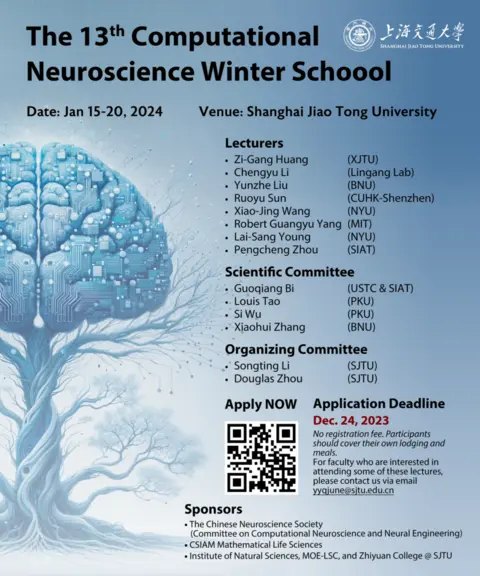 The 13th Computational
Neuroscience Winter Schoool
上海交通大学
SHANGHAI JIAO TONG UNIVERSITY
Date: Jan 15-20, 2024 Venue: Shanghai Jiao Tong University
Lecturers
• Zi-Gang Huang (XJTU)
• Chengyu Li (Lingang Lab)
• Yunzhe Liu (BNU)
• Ruoyu Sun (CUHK-Shenzhen)
• Xiao-Jing Wang (NYU)
• Robert Guangyu Yang (MIT)
• Lai-Sang Young (NYU)
• Pengcheng Zhou (SIAT)
Scientific Committee
• Guoqiang Bi (USTC & SIAT)
• Louis Tao (PKU)
• Si Wu (PKU)
• Xiaohui Zhang (BNU)
Organizing Committee
• Songting Li (SJTU)
• Douglas Zhou (SJTU)
Apply NOW
Application Deadline
Dec. 24, 2023
No registration fee. Participants
should cover their own lodging and
meals.
For faculty who are interested in
attending some of these lectures,
please contact us via email
yyqjune@sjtu.edu.cn
Sponsors
• The Chinese Neuroscience Society
(Committee on Computational Neuroscience and Neural Engineering)
• CSIAM Mathematical Life Sciences
• Institute of Natural Sciences, MOE-LSC, and Zhiyuan College @ SJTU